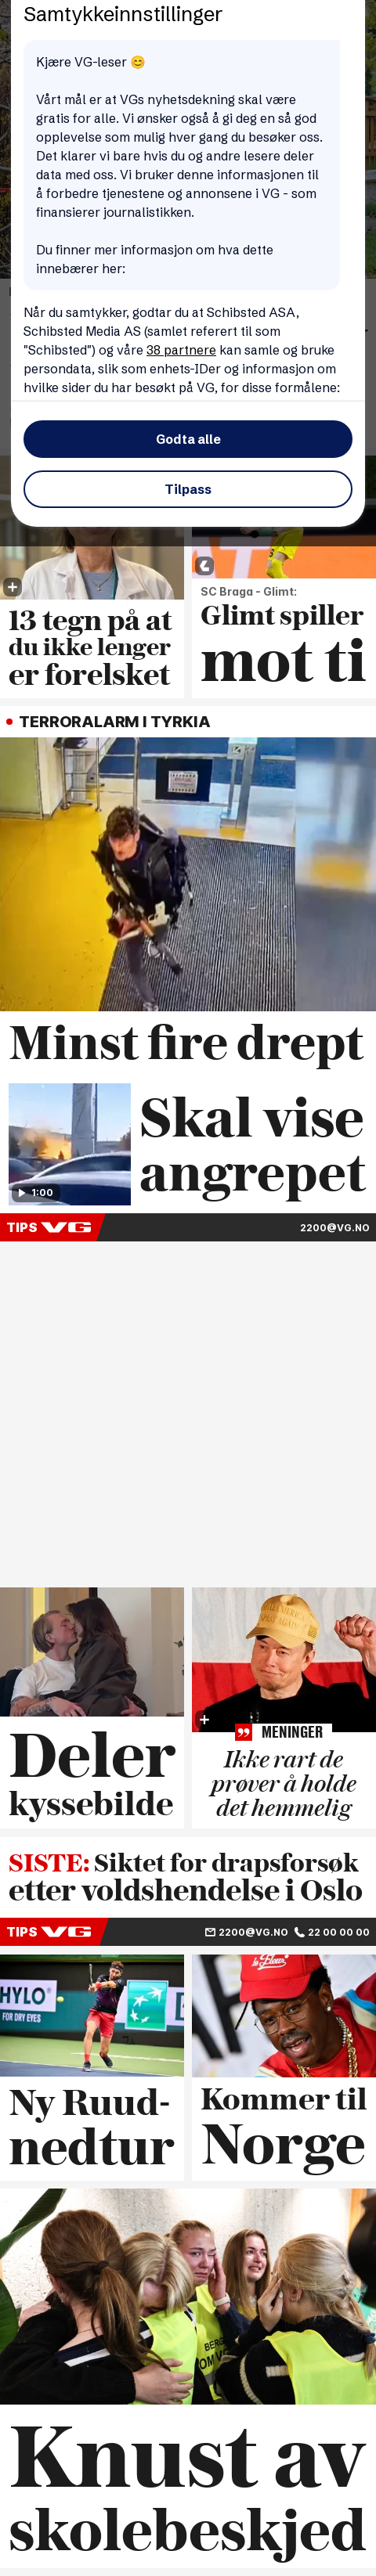 Samtykkeinnstillinger
Kjære VG-leser 😊
Vårt mål er at VGs nyhetsdekning skal være
gratis for alle. Vi ønsker også å gi deg en så god
opplevelse som mulig hver gang du besøker oss.
Det klarer vi bare hvis du og andre lesere deler
data med oss. Vi bruker denne informasjonen til
å forbedre tjenestene og annonsene i VG - som
finansierer journalistikken.
Du finner mer informasjon om hva dette
innebærer her:
Når du samtykker, godtar du at Schibsted ASA,
Schibsted Media AS (samlet referert til som
"Schibsted") og våre 38 partnere kan samle og bruke
persondata, slik som enhets-IDer og informasjon om
hvilke sider du har besøkt på VG, for disse formålene:
Godta alle
Tilpass
13 tegn på at
du ikke lenger
er forelsket
SC Braga - Glimt:
Glimt spiller
mot ti
TERRORALARM I TYRKIA
Minst fire drept
1:00
Skal vise
angrepet
TIPS VG
2200@VG.NO
Deler
kyssebilde
MENINGER
Ikke rart de
prøver å holde
det hemmelig
SISTE: Siktet for drapsforsøk
etter voldshendelse i Oslo
TIPS VG
2200@VG.NO 22 00 00 00
HYLO
FOR DRY EYES
BNP PARIBAS
Ny Ruud-
nedtur
Kommer til
Norge
Knust av
skolebeskjed